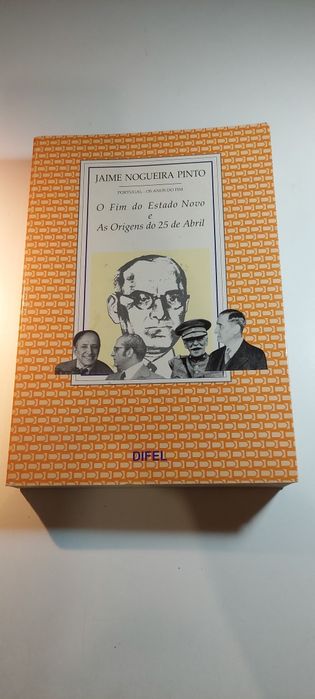 JAIME NOGUEIRA PINTO
PORTUGAL - OS ANOS DO FIM
O Fim do Estado Novo
e
As Origens do 25 de Abril
DIFEL